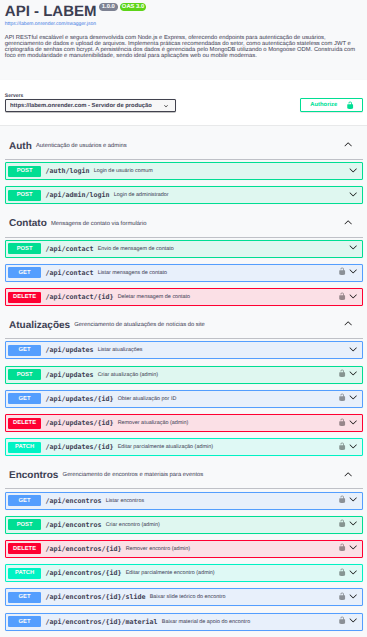 API - LABEM 1.0.0 OAS 3.0
https://labem.onrender.com/swagger.json
API RESTful escalável e segura desenvolvida com Node.js e Express, oferecendo endpoints para autenticação de usuários,
gerenciamento de dados e upload de arquivos. Implementa práticas recomendadas do setor, como autenticação stateless com JWT e
criptografia de senhas com bcrypt. A persistência dos dados é gerenciada pelo MongoDB utilizando o Mongoose ODM. Construída com
foco em modularidade e manutenibilidade, sendo ideal para aplicações web ou mobile modernas.
Servers
https://labem.onrender.com - Servidor de produção
Authorize
Auth Autenticação de usuários e admins
POST /auth/login Login de usuário comum
POST /api/admin/login Login de administrador
Contato Mensagens de contato via formulário
POST /api/contact Envio de mensagem de contato
GET /api/contact Listar mensagens de contato
DELETE /api/contact/{id} Deletar mensagem de contato
Atualizações Gerenciamento de atualizações de notícias do site
GET /api/updates Listar atualizações
POST /api/updates Criar atualização (admin)
GET /api/updates/{id} Obter atualização por ID
DELETE /api/updates/{id} Remover atualização (admin)
PATCH /api/updates/{id} Editar parcialmente atualização (admin)
Encontros Gerenciamento de encontros e materiais para eventos
GET /api/encontros Listar encontros
POST /api/encontros Criar encontro (admin)
DELETE /api/encontros/{id} Remover encontro (admin)
PATCH /api/encontros/{id} Editar parcialmente encontro (admin)
GET /api/encontros/{id}/slide Baixar slide teórico do encontro
GET /api/encontros/{id}/material Baixar material de apoio do encontro